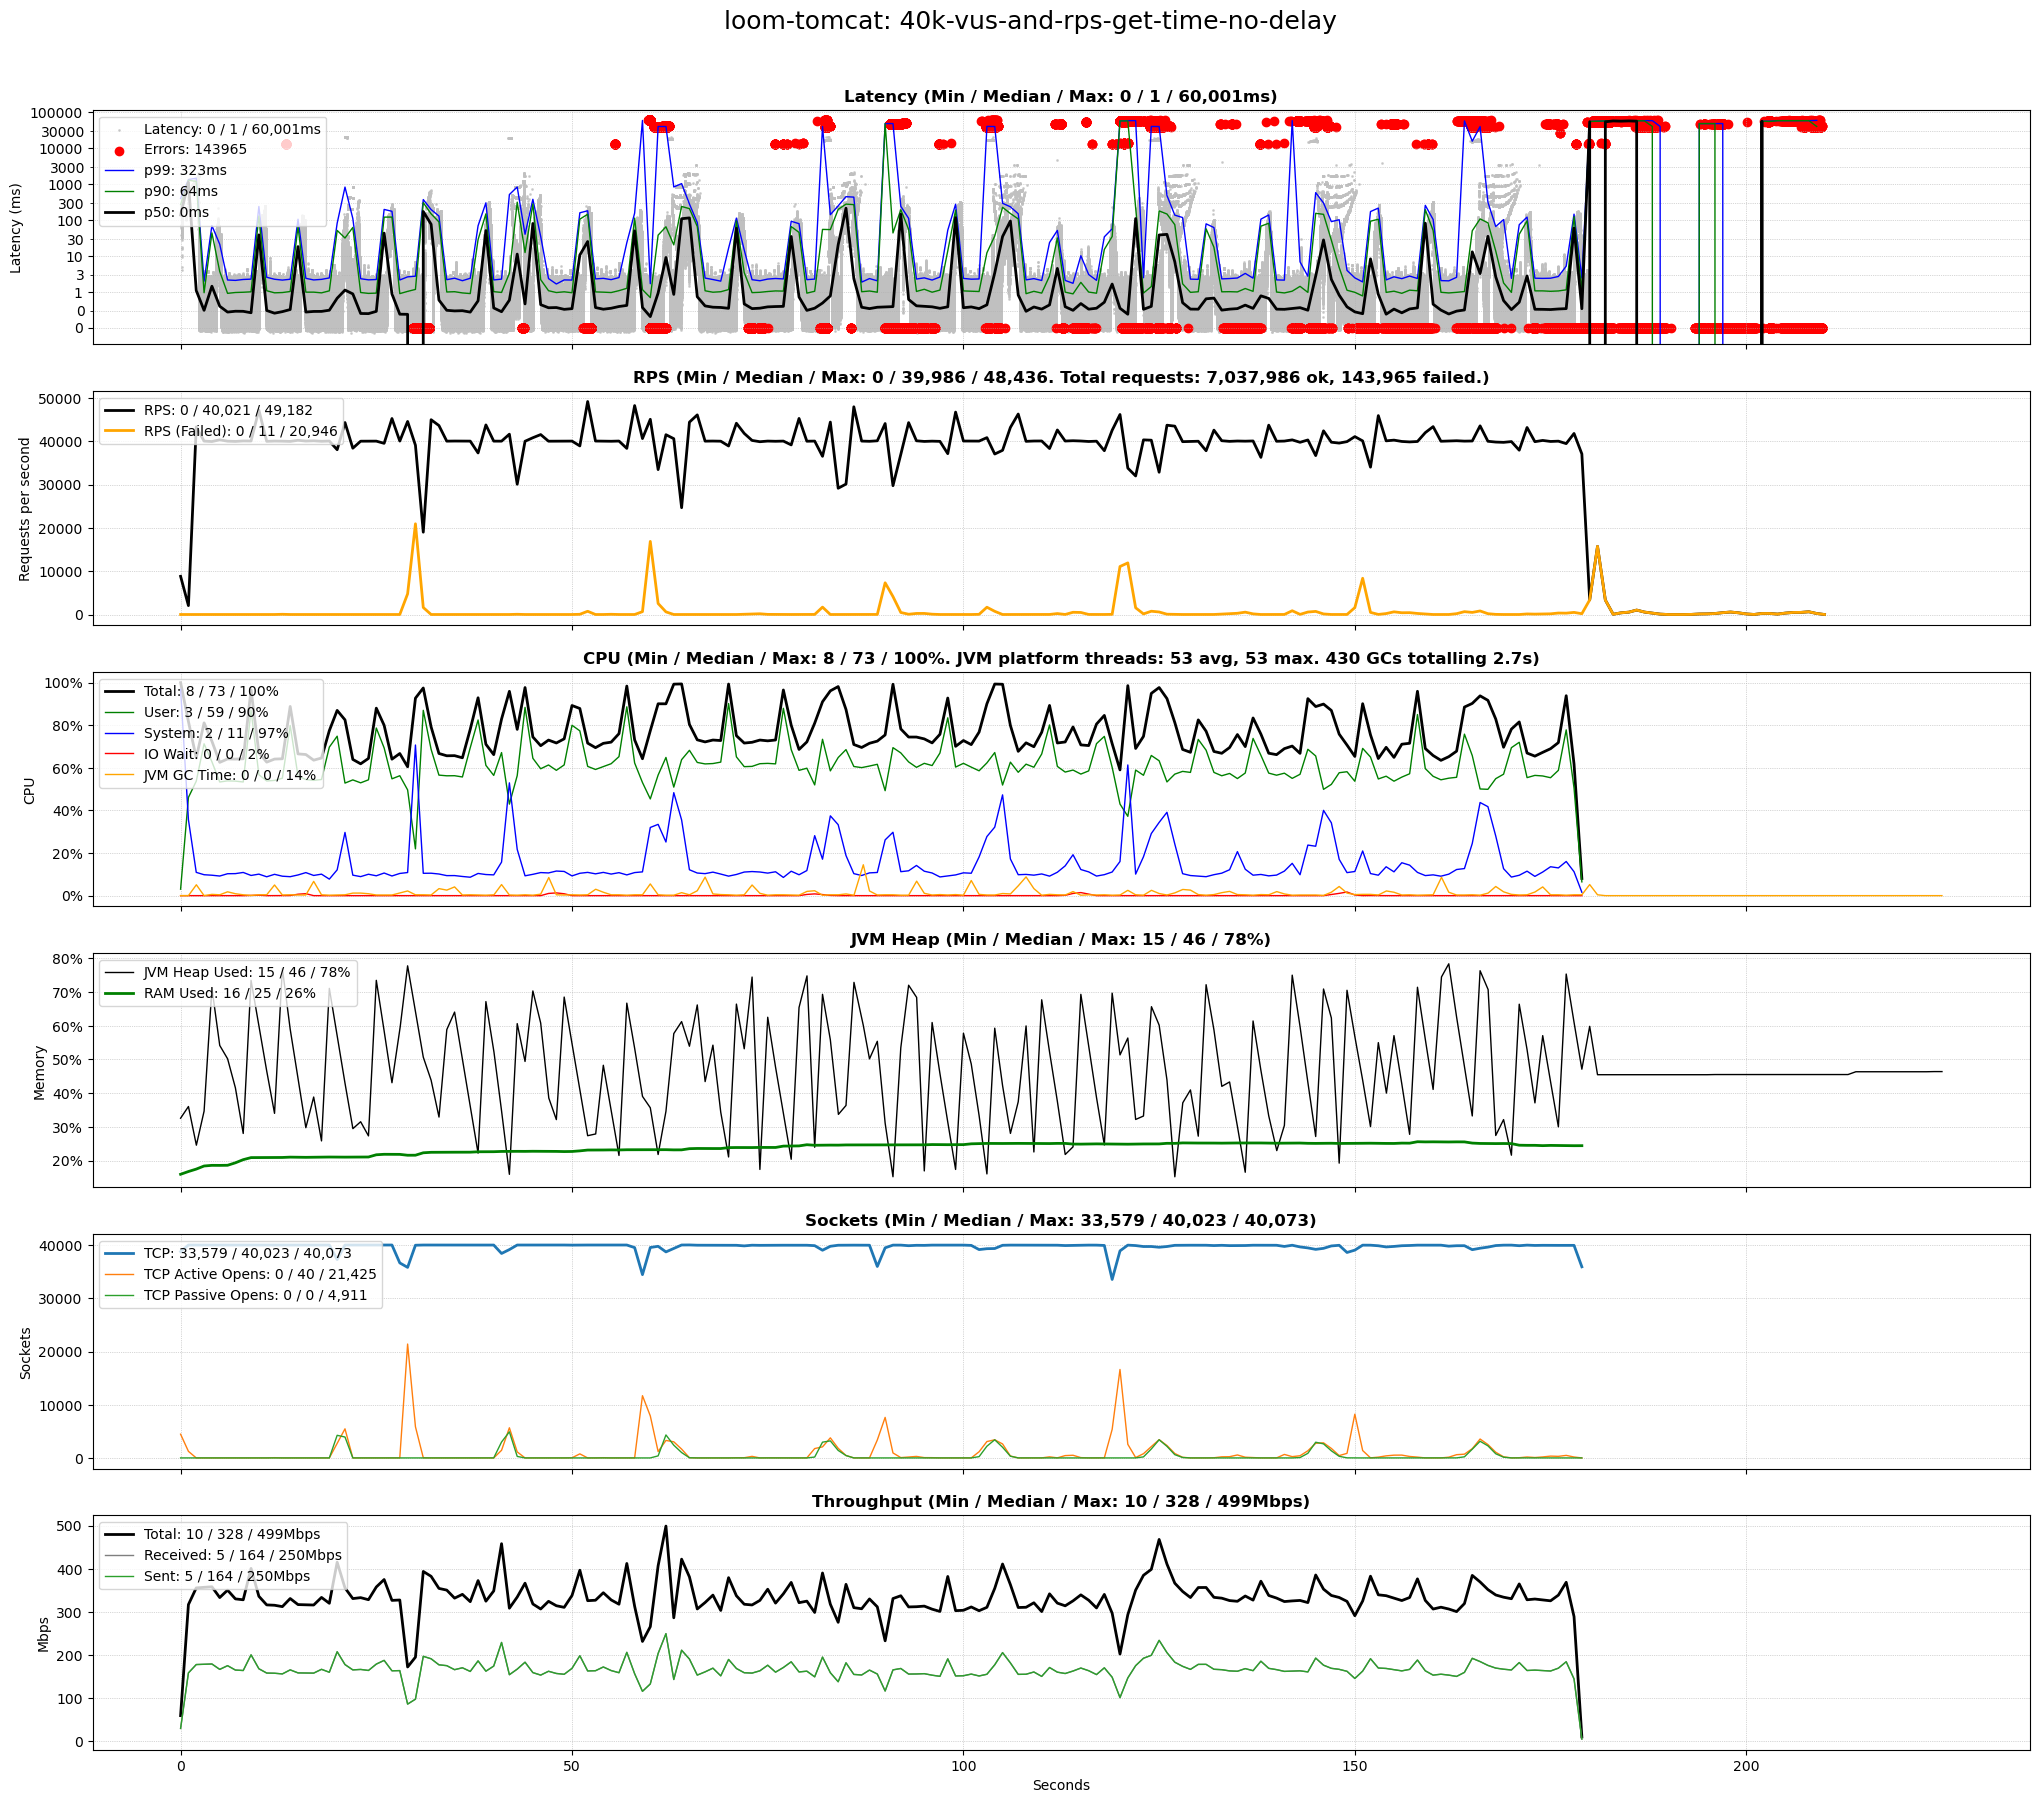 loom-tomcat: 40k-vus-and-rps-get-time-no-delay
Latency (Min / Median / Max: 0 / 1 / 60,001ms)
100000
30000
10000
3000
1000
300
100
30
10
3
1
0
0
Latency (ms)
Latency: 0 / 1 / 60,001ms
Errors: 143965
p99: 323ms
p90: 64ms
p50: 0ms
RPS (Min / Median / Max: 0 / 39,986 / 48,436. Total requests: 7,037,986 ok, 143,965 failed.)
50000
40000
30000
20000
10000
0
Requests per second
RPS: 0 / 40,021 / 49,182
RPS (Failed): 0 / 11 / 20,946
CPU (Min / Median / Max: 8 / 73 / 100%. JVM platform threads: 53 avg, 53 max. 430 GCs totalling 2.7s)
100%
80%
60%
40%
20%
0%
CPU
Total: 8 / 73 / 100%
User: 3 / 59 / 90%
System: 2 / 11 / 97%
IO Wait: 0 / 0 / 2%
JVM GC Time: 0 / 0 / 14%
JVM Heap (Min / Median / Max: 15 / 46 / 78%)
80%
70%
60%
50%
40%
30%
20%
Memory
JVM Heap Used: 15 / 46 / 78%
RAM Used: 16 / 25 / 26%
Sockets (Min / Median / Max: 33,579 / 40,023 / 40,073)
40000
30000
20000
10000
0
Sockets
TCP: 33,579 / 40,023 / 40,073
TCP Active Opens: 0 / 40 / 21,425
TCP Passive Opens: 0 / 0 / 4,911
Throughput (Min / Median / Max: 10 / 328 / 499Mbps)
500
400
300
200
100
0
Mbps
Total: 10 / 328 / 499Mbps
Received: 5 / 164 / 250Mbps
Sent: 5 / 164 / 250Mbps
0
50
100
150
200
Seconds